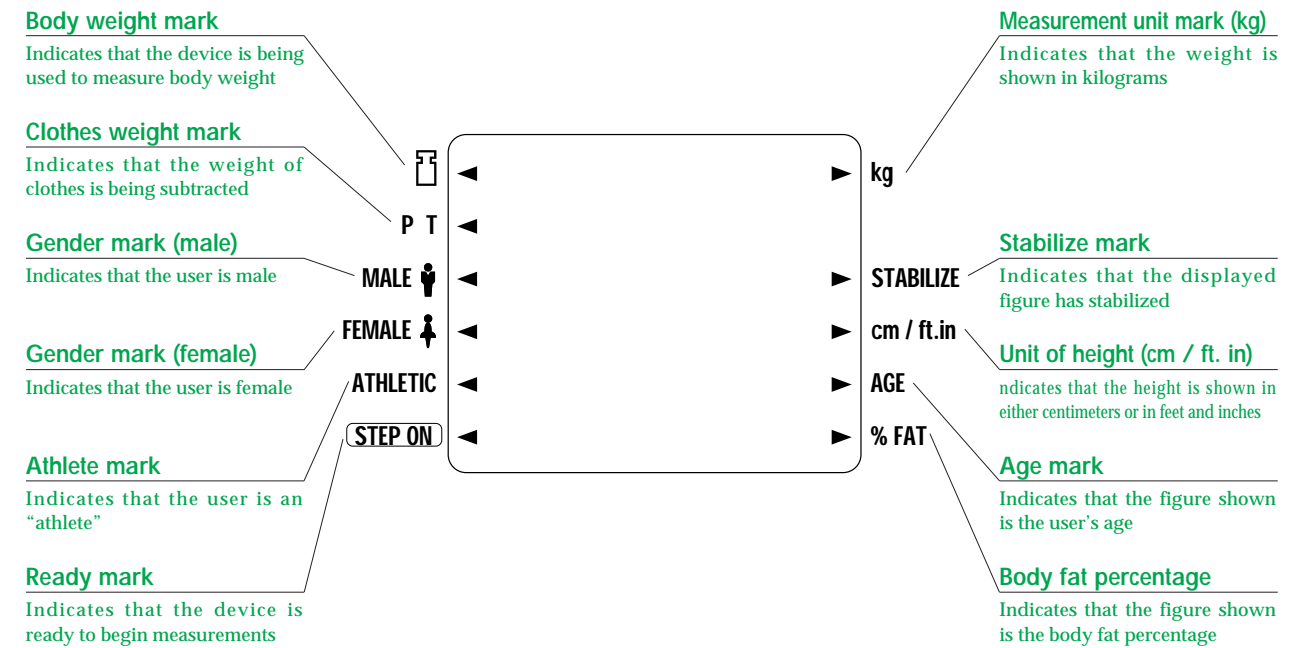 Body weight mark
Indicates that the device is being
used to measure body weight
Clothes weight mark
Indicates that the weight of
clothes is being subtracted
Gender mark (male)
Indicates that the user is male
Gender mark (female)
Indicates that the user is female
Athlete mark
Indicates that the user is an
“athlete”
Ready mark
Indicates that the device is
ready to begin measurements
P T
MALE
FEMALE
ATHLETIC
STEP ON
kg
STABILIZE
cm / ft.in
AGE
% FAT
Measurement unit mark (kg)
Indicates that the weight is
shown in kilograms
Stabilize mark
Indicates that the displayed
figure has stabilized
Unit of height (cm / ft. in)
ndicates that the height is shown in
either centimeters or in feet and inches
Age mark
Indicates that the figure shown
is the user's age
Body fat percentage
Indicates that the figure shown
is the body fat percentage